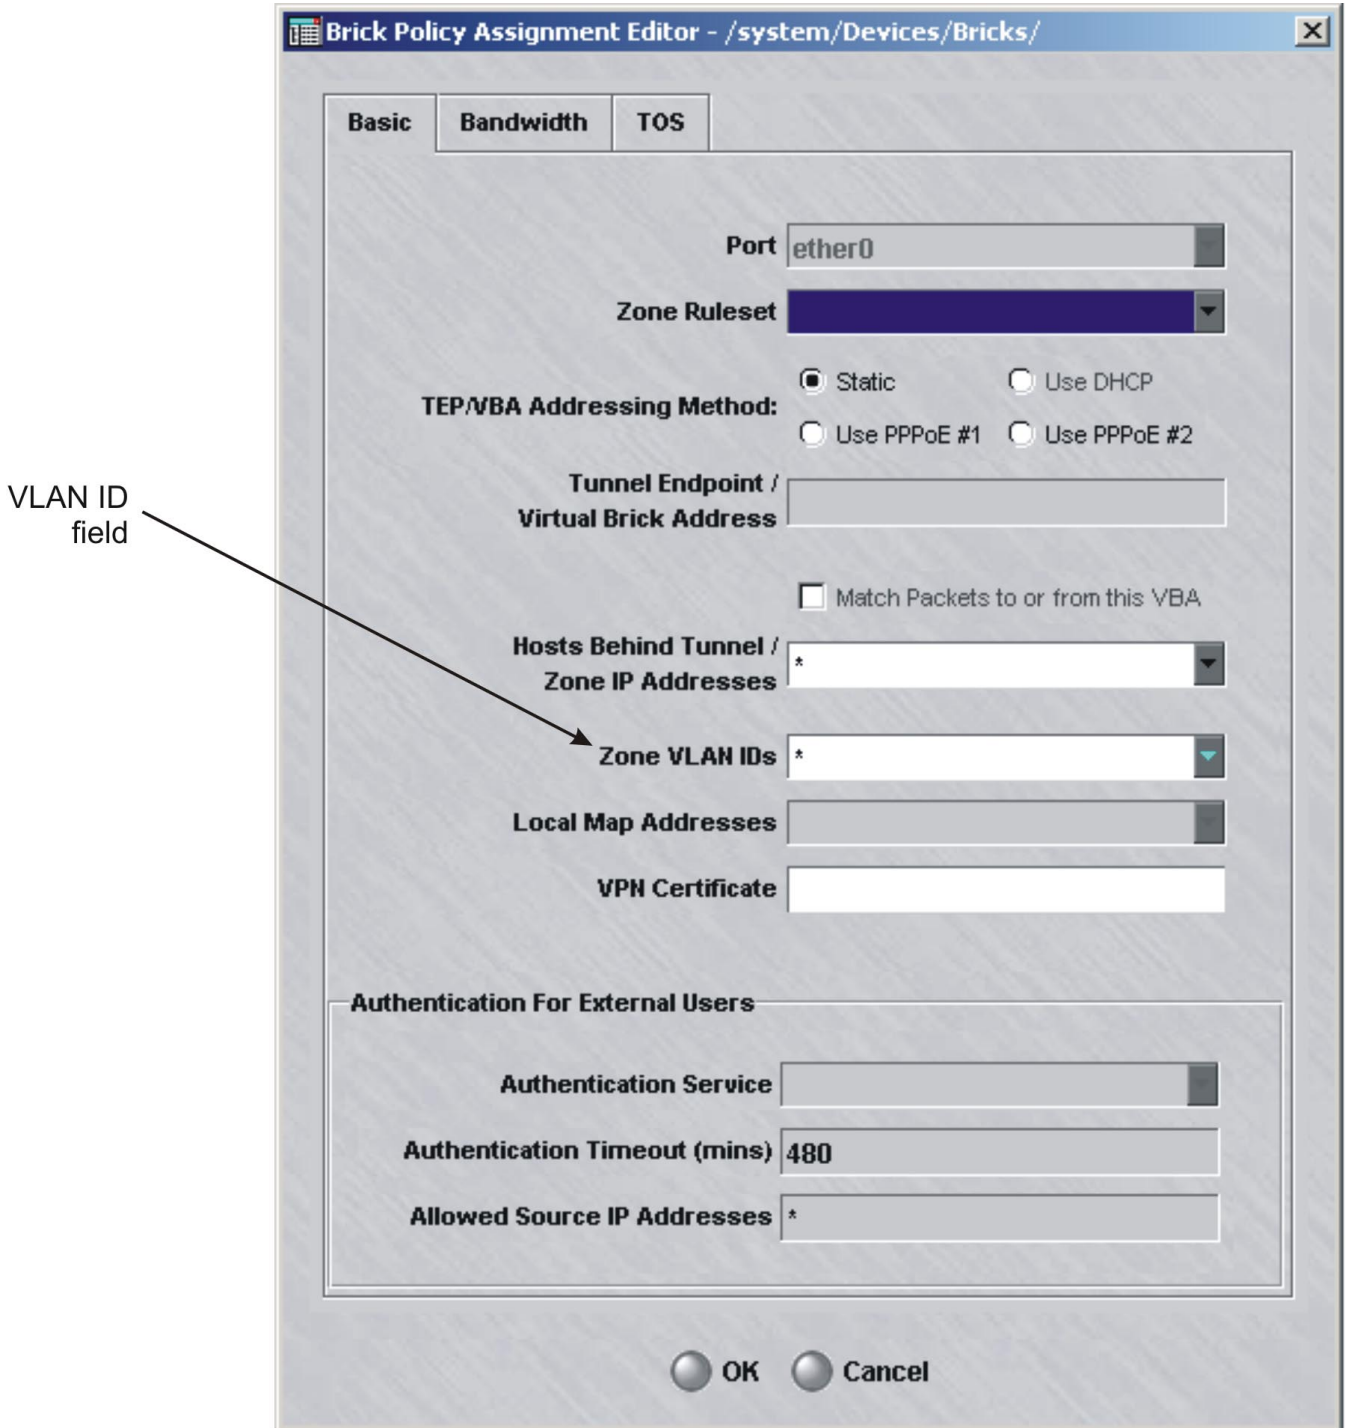 Brick Policy Assignment Editor - /system/Devices/Bricks/
Basic Bandwidth TOS
Port ether0
Zone Ruleset
TEP/VBA Addressing Method:
Static Use DHCP
Use PPPoE #1 Use PPPoE #2
Tunnel Endpoint /
Virtual Brick Address
VLAN ID
field
Match Packets to or from this VBA
Hosts Behind Tunnel /
Zone IP Addresses *
Zone VLAN IDs *
Local Map Addresses
VPN Certificate
Authentication For External Users
Authentication Service
Authentication Timeout (mins) 480
Allowed Source IP Addresses *
OK Cancel